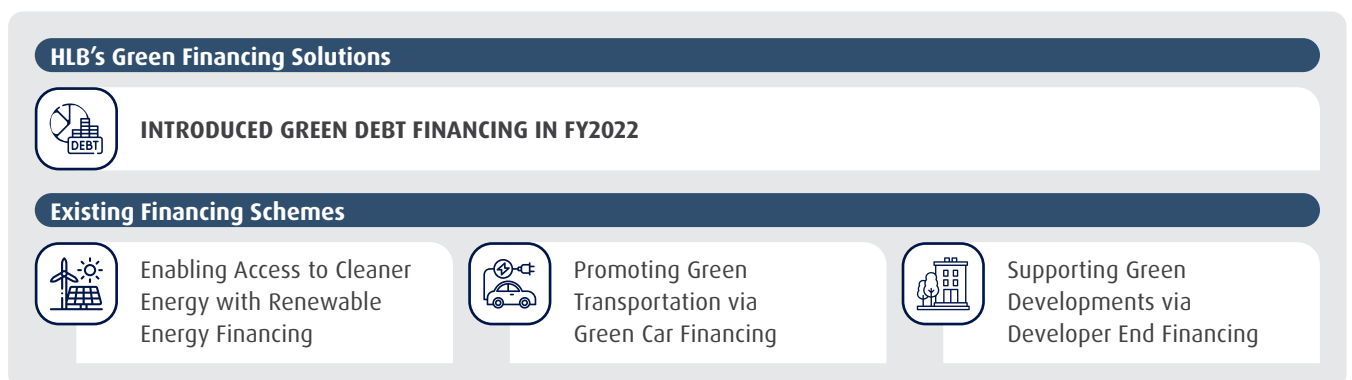 HLB’s Green Financing Solutions
DEBT
INTRODUCED GREEN DEBT FINANCING IN FY2022
Existing Financing Schemes
Enabling Access to Cleaner
Energy with Renewable
Energy Financing
Promoting Green
Transportation via
Green Car Financing
Supporting Green
Developments via
Developer End Financing